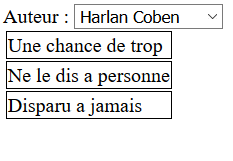 Auteur : Harlan Coben
Une chance de trop
Ne le dis a personne
Disparu a jamais